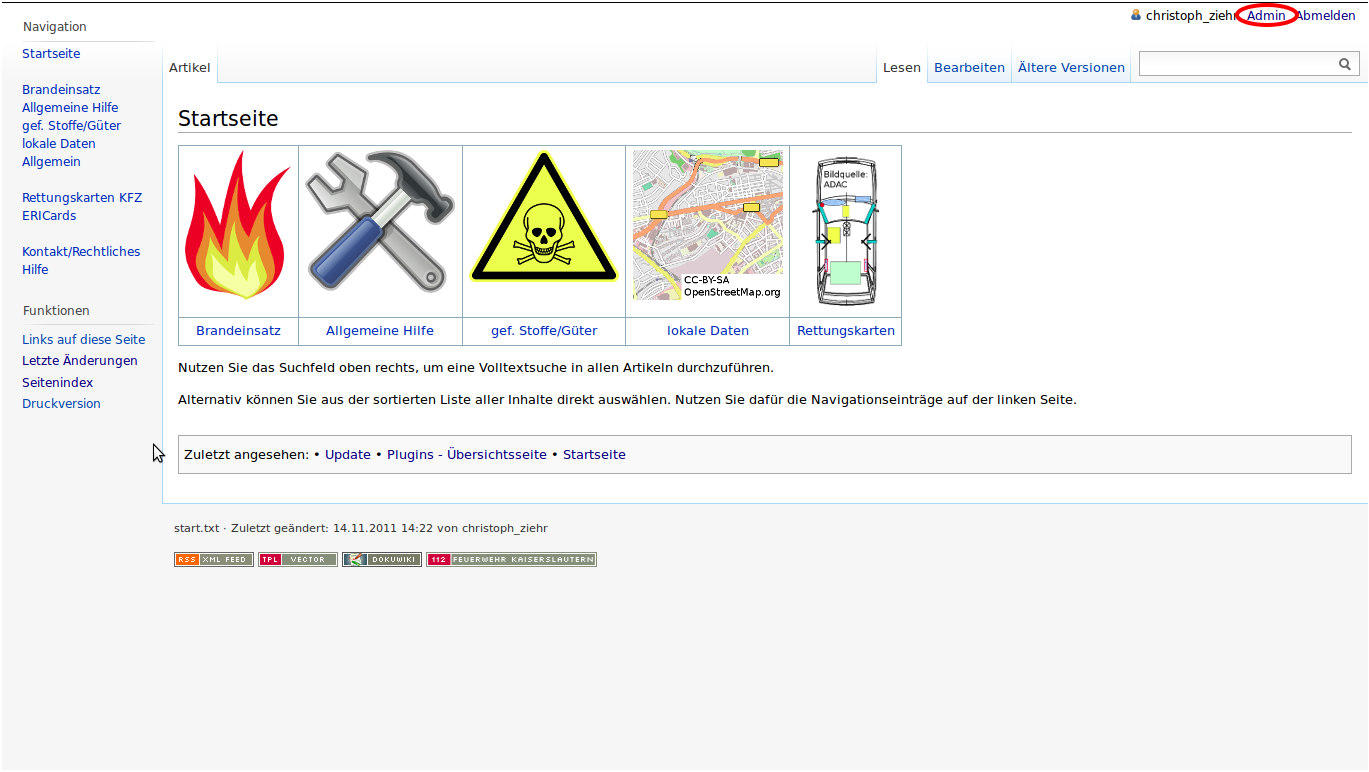 Navigation
Startseite
Brandeinsatz
Allgemeine Hilfe
gef. Stoffe/Güter
lokale Daten
Allgemein
Rettungskarten KFZ
ERICards
Kontakt/Rechtliches
Hilfe
Funktionen
Links auf diese Seite
Letzte Änderungen
Seitenindex
Druckversion
christoph_ziehr Admin Abmelden
Artikel Lesen Bearbeiten Ältere Versionen
Startseite
Bildquelle:
ADAC
CC-BY-SA
OpenStreetMap.org
Brandeinsatz Allgemeine Hilfe gef. Stoffe/Güter lokale Daten Rettungskarten
Nutzen Sie das Suchfeld oben rechts, um eine Volltextsuche in allen Artikeln durchzuführen.
Alternativ können Sie aus der sortierten Liste aller Inhalte direkt auswählen. Nutzen Sie dafür die Navigationseinträge auf der linken Seite.
Zuletzt angesehen: • Update • Plugins - Übersichtsseite • Startseite
start.txt · Zuletzt geändert: 14.11.2011 14:22 von christoph_ziehr
RSS XML FEED TPL VECTOR DOKUWIKI 112 FEUERWEHR KAISERSLAUTERN